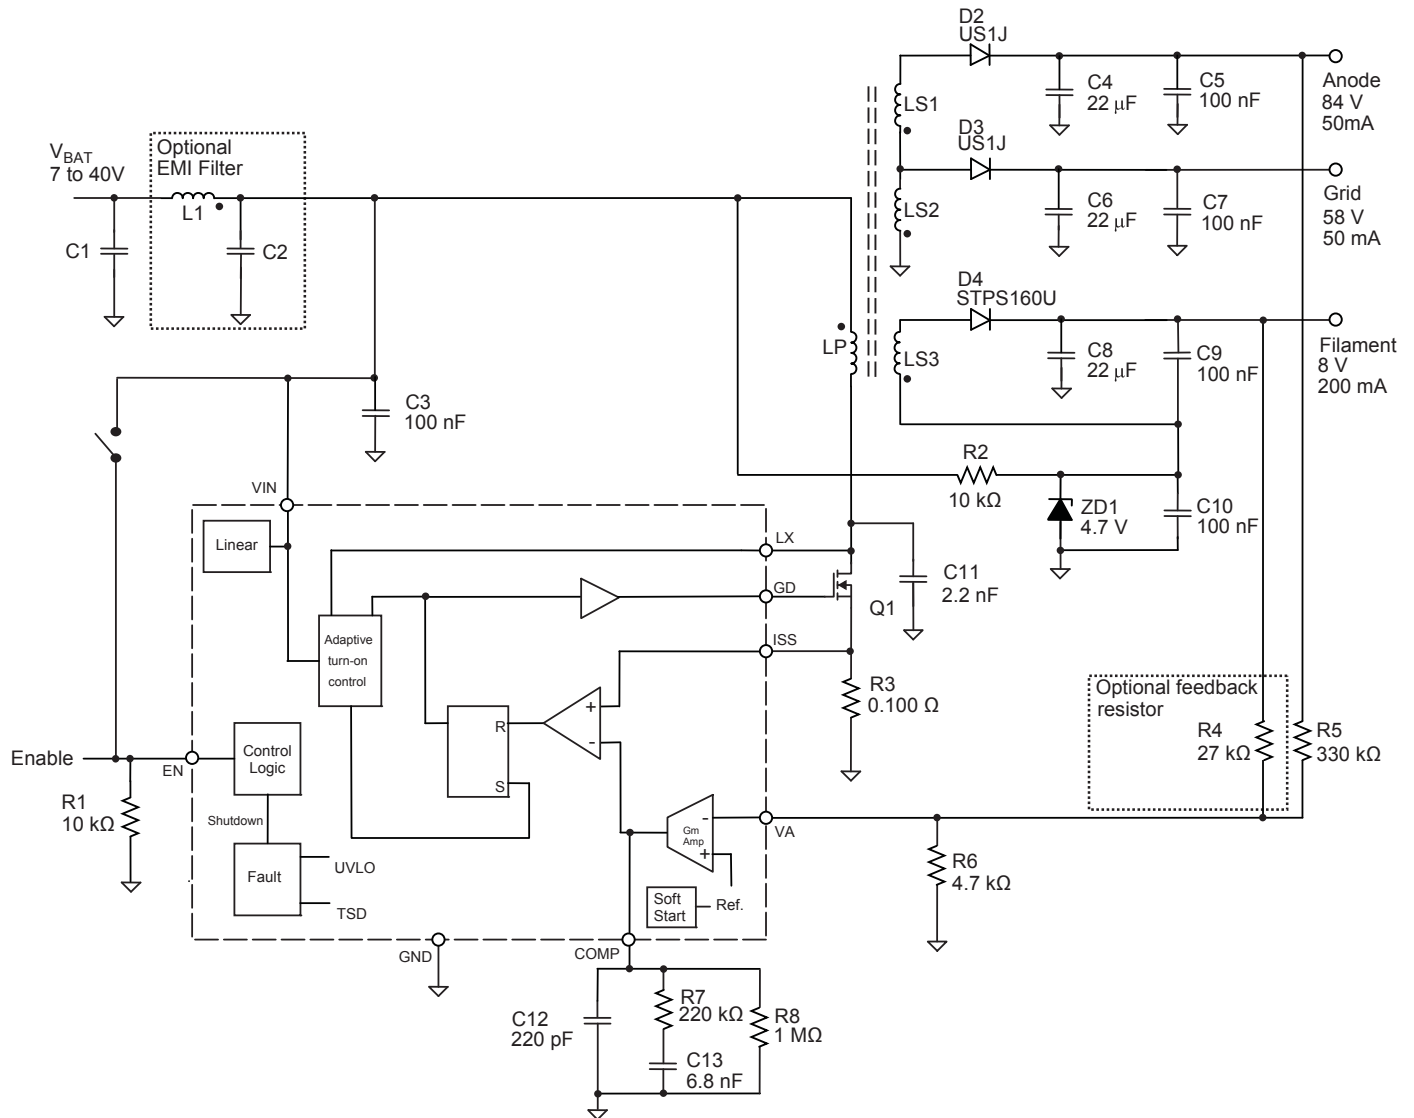 D2
US1J
Anode
84 V
50mA
C4
22 μF
C5
100 nF
LS1
D3
US1J
Grid
58 V
50 mA
LS2
C6
22 μF
C7
100 nF
VBAT
7 to 40V
Optional
EMI Filter
L1
C1
C2
D4
STPS160U
Filament
8 V
200 mA
LP
LS3
C8
22 μF
C9
100 nF
C3
100 nF
R2
10 kΩ
ZD1
4.7 V
C10
100 nF
VIN
Linear
LX
C11
2.2 nF
GD
Q1
Adaptive
turn-on
control
ISS
R3
0.100 Ω
Optional feedback
resistor
R4
27 kΩ
R5
330 kΩ
+
-
R
S
Enable
EN
Control
Logic
R1
10 kΩ
Shutdown
Fault
UVLO
TSD
-
Gm
Amp
+
VA
R6
4.7 kΩ
Soft
Start
Ref.
GND
COMP
C12
220 pF
R7
220 kΩ
R8
1 MΩ
C13
6.8 nF